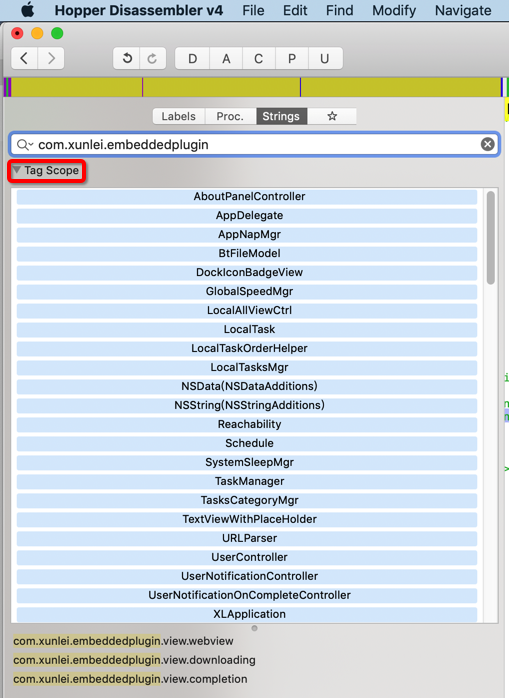 Hopper Disassembler v4 File Edit Find Modify Navigate
D A C P U
Labels Proc. Strings
com.xunlei.embeddedplugin
Tag Scope
AboutPanelController
AppDelegate
AppNapMgr
BtFileModel
DockIconBadgeView
GlobalSpeedMgr
LocalAllViewCtrl
LocalTask
LocalTaskOrderHelper
LocalTasksMgr
NSData(NSDataAdditions)
NSString(NSStringAdditions)
Reachability
Schedule
SystemSleepMgr
TaskManager
TasksCategoryMgr
TextViewWithPlaceHolder
URLParser
UserController
UserNotificationController
UserNotificationOnCompleteController
XLApplication
com.xunlei.embeddedplugin.view.webview
com.xunlei.embeddedplugin.view.downloading
com.xunlei.embeddedplugin.view.completion